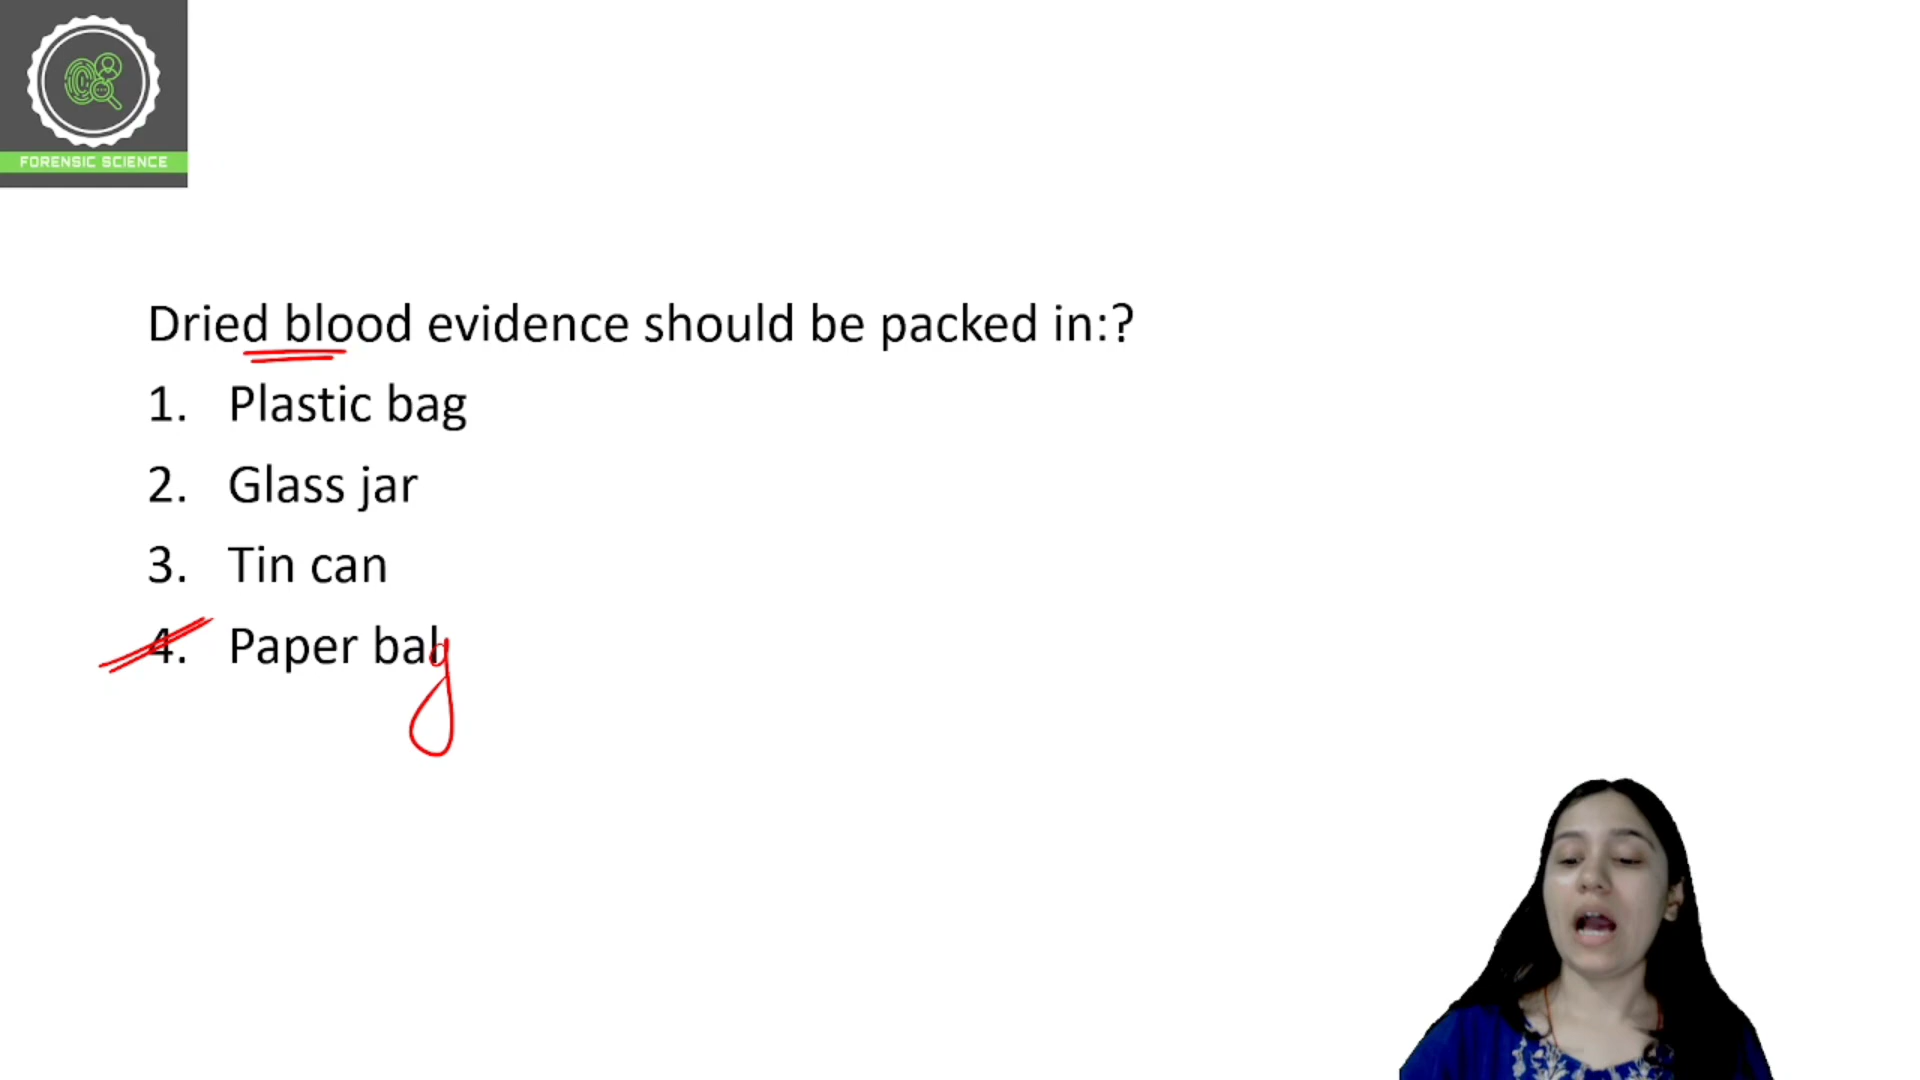 FORENSIC SCIENCE
Dried blood evidence should be packed in:?
1. Plastic bag
2. Glass jar
3. Tin can
4. Paper balg